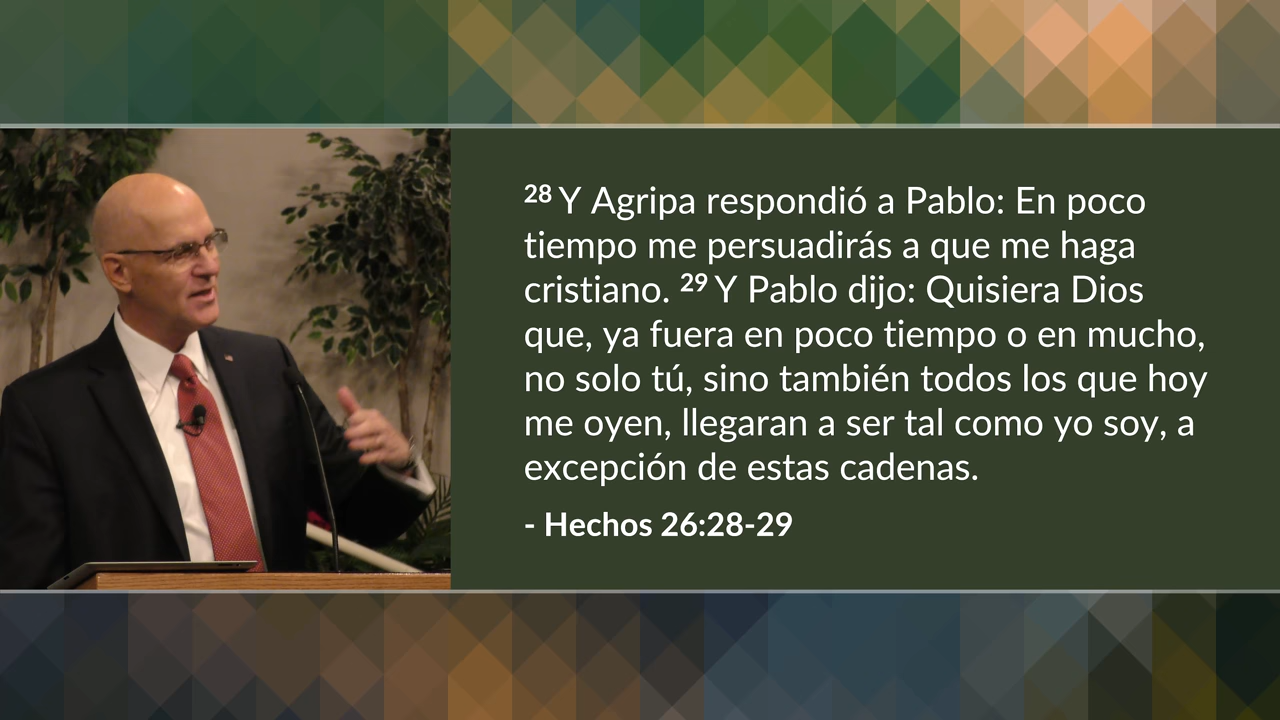 28 Y Agripa respondió a Pablo: En poco
tiempo me persuadirás a que me haga
cristiano. 29 Y Pablo dijo: Quisiera Dios
que, ya fuera en poco tiempo o en mucho,
no solo tú, sino también todos los que hoy
me oyen, llegaran a ser tal como yo soy, a
excepción de estas cadenas.
- Hechos 26:28-29